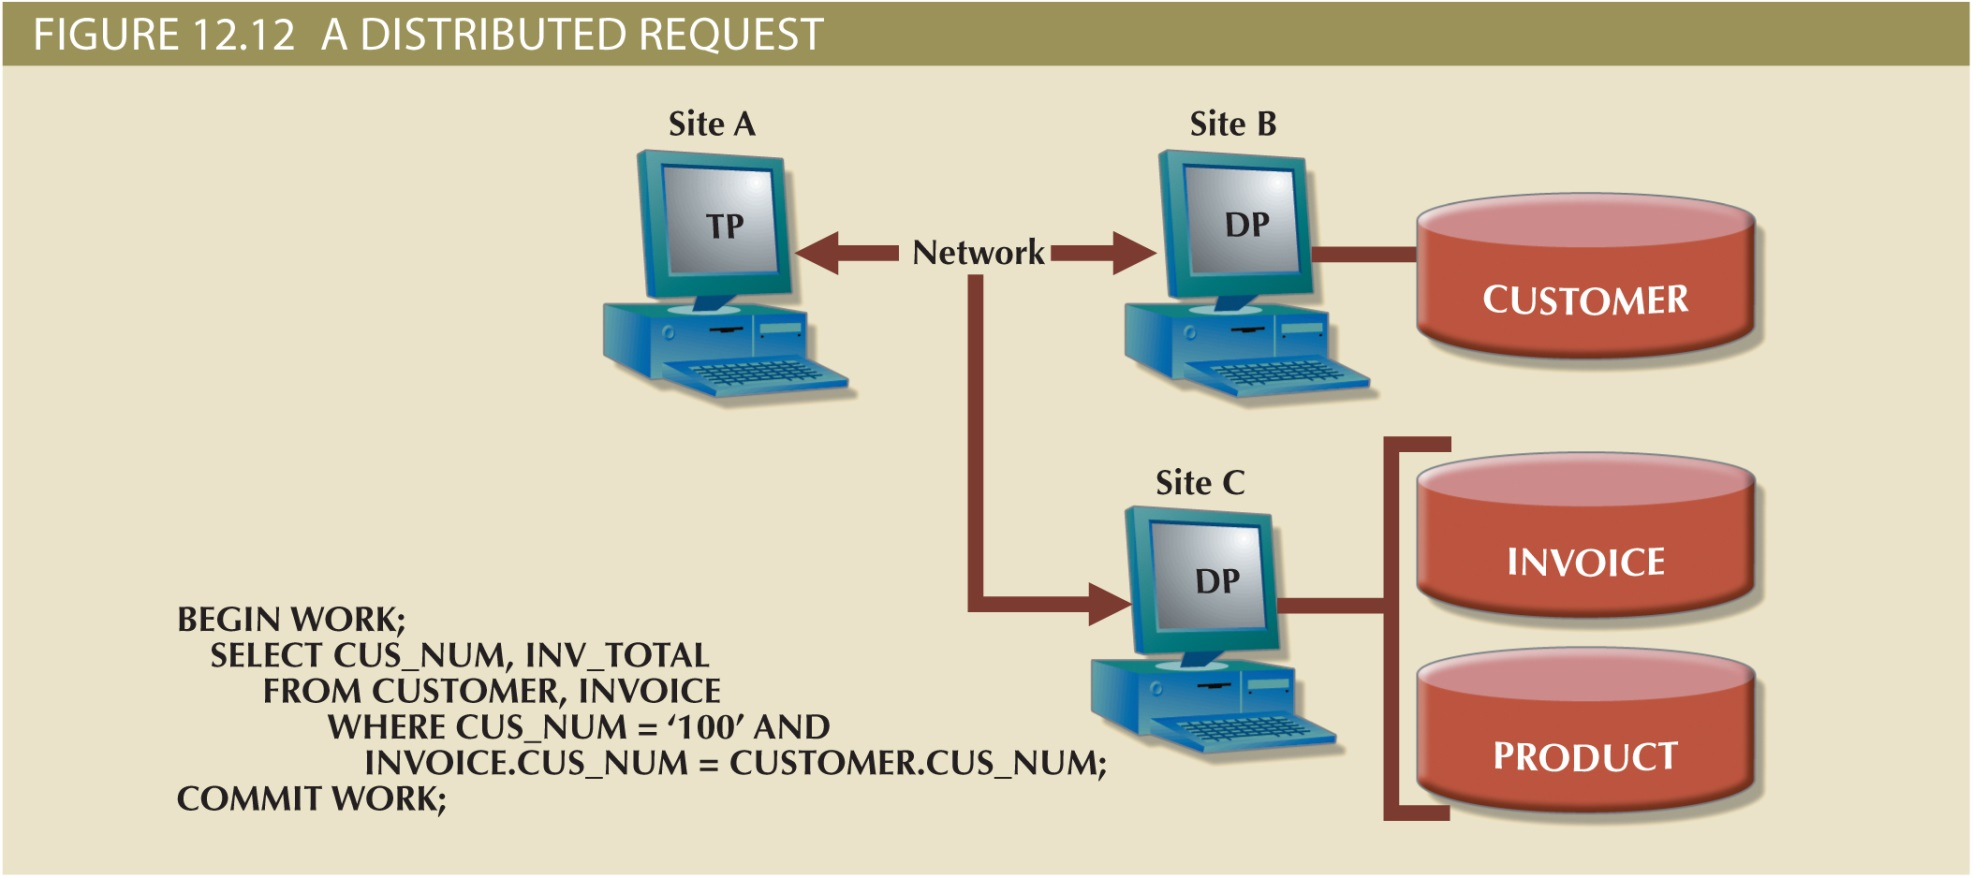 FIGURE 12.12 A DISTRIBUTED REQUEST
Site A
Site B
TP
Network
DP
CUSTOMER
Site C
DP
INVOICE
PRODUCT
BEGIN WORK;
SELECT CUS_NUM, INV_TOTAL
FROM CUSTOMER, INVOICE
WHERE CUS_NUM = ‘100’ AND
INVOICE.CUS_NUM = CUSTOMER.CUS_NUM;
COMMIT WORK;